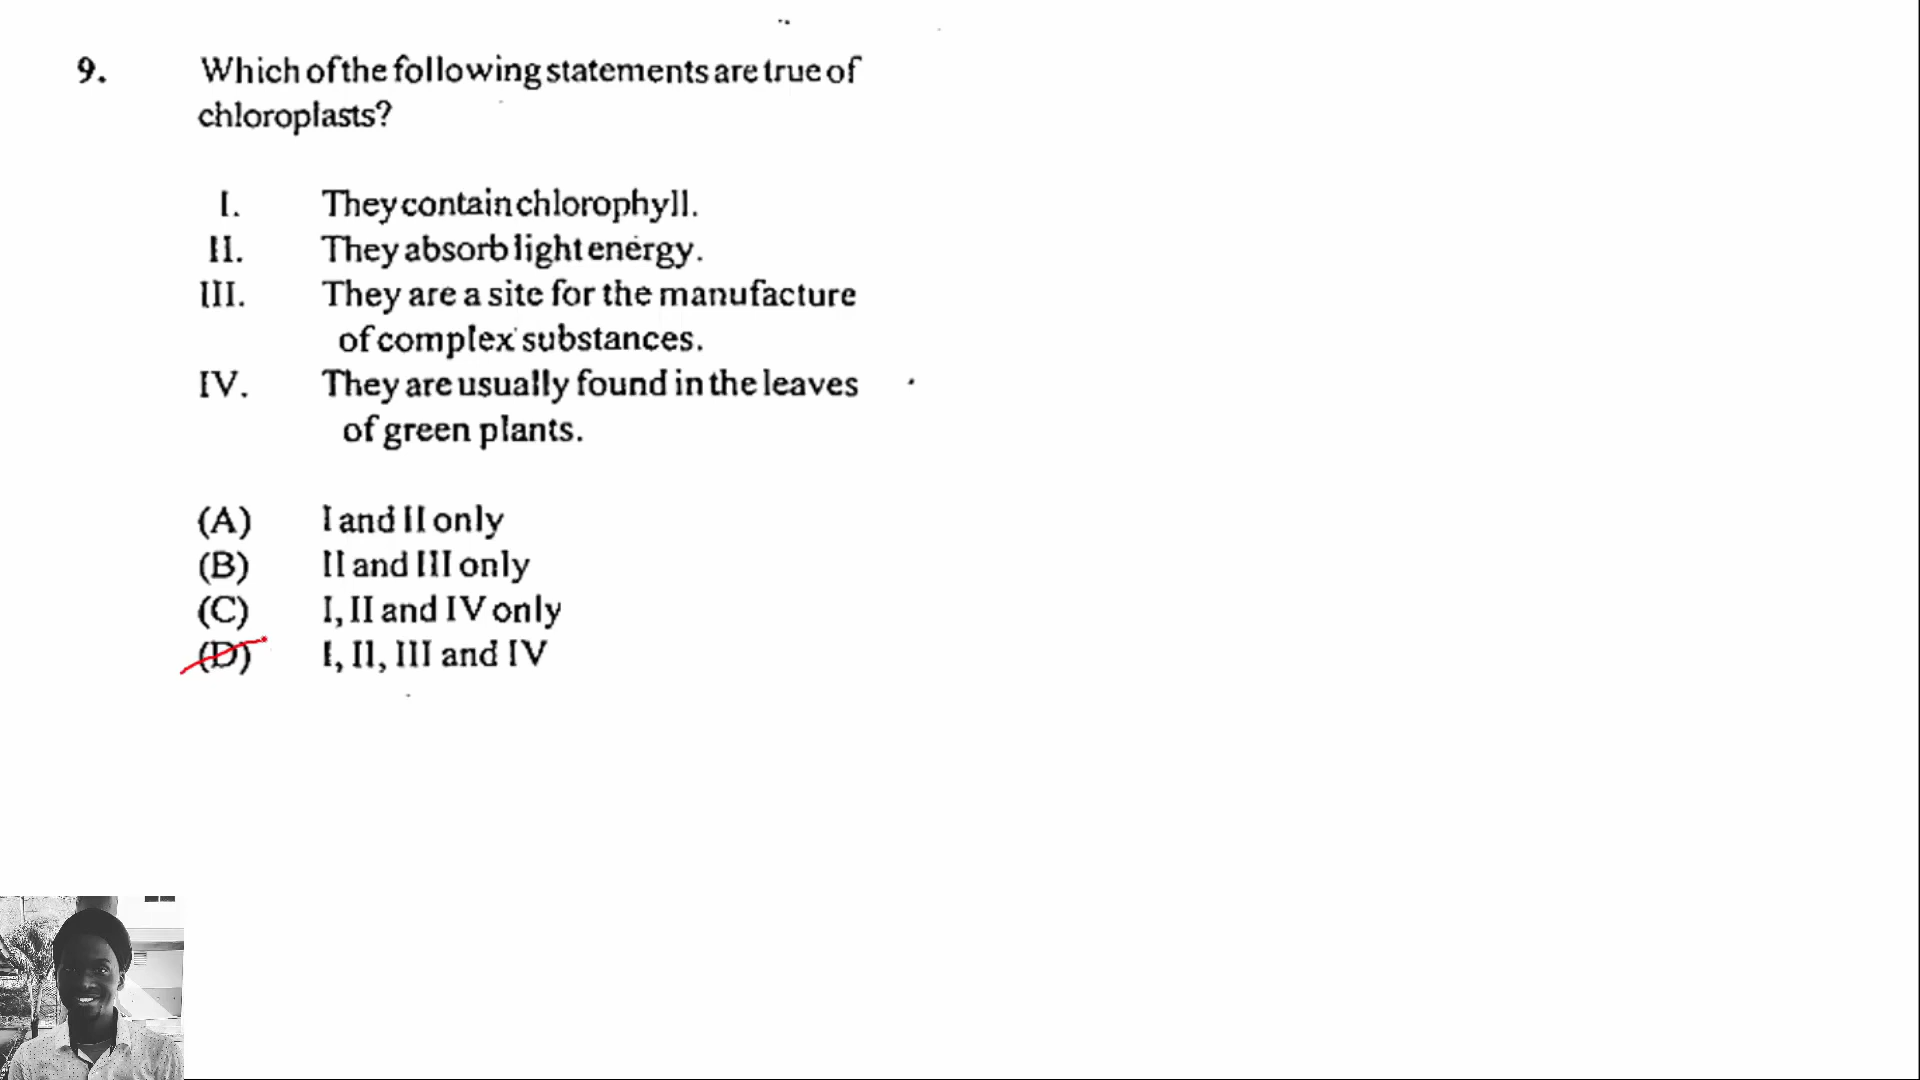 9. Which of the following statements are true of
chloroplasts?
I. They contain chlorophyll.
II. They absorb light energy.
III. They are a site for the manufacture
of complex substances.
IV. They are usually found in the leaves
of green plants.
(A) I and II only
(B) II and III only
(C) I, II and IV only
(D) I, II, III and IV